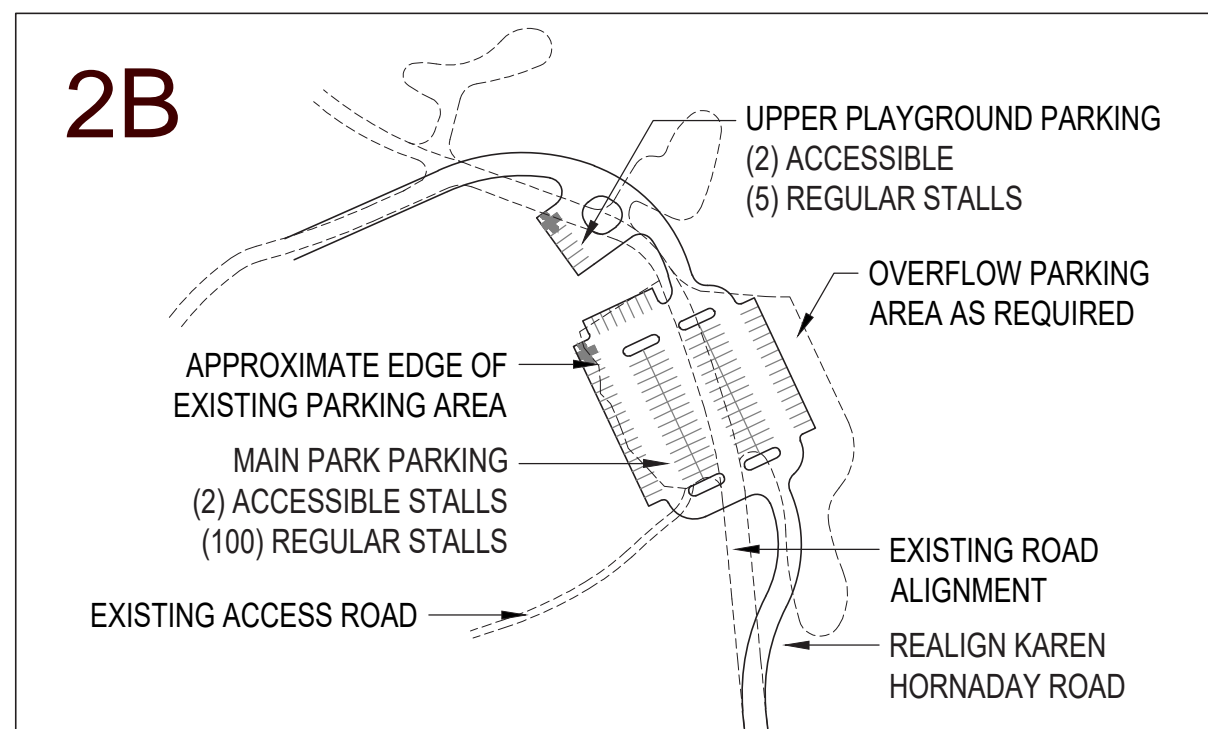 2B
UPPER PLAYGROUND PARKING
(2) ACCESSIBLE
(5) REGULAR STALLS
OVERFLOW PARKING
AREA AS REQUIRED
APPROXIMATE EDGE OF
EXISTING PARKING AREA
MAIN PARK PARKING
(2) ACCESSIBLE STALLS
(100) REGULAR STALLS
EXISTING ROAD
ALIGNMENT
EXISTING ACCESS ROAD
REALIGN KAREN
HORNADAY ROAD